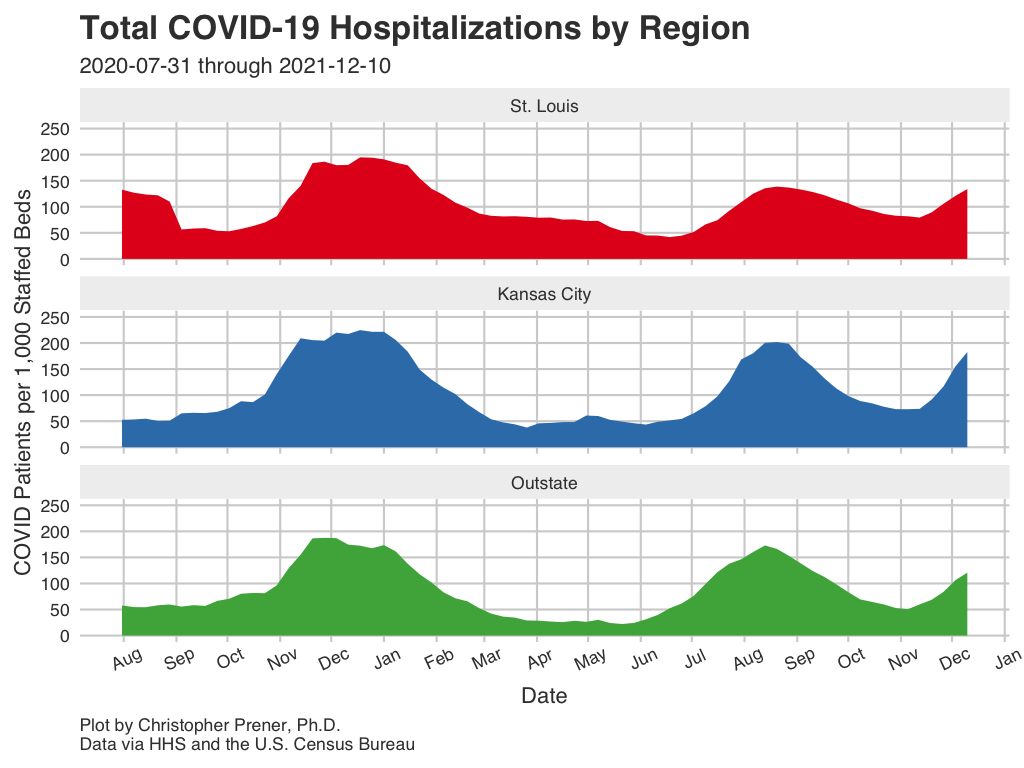 Total COVID-19 Hospitalizations by Region
2020-07-31 through 2021-12-10
COVID Patients per 1,000 Staffed Beds
St. Louis
250
200
150
100
50
0
Kansas City
250
200
150
100
50
0
Outstate
250
200
150
100
50
0
Aug Sep Oct Nov Dec Jan Feb Mar Apr May Jun Jul Aug Sep Oct Nov Dec Jan
Date
Plot by Christopher Prener, Ph.D.
Data via HHS and the U.S. Census Bureau